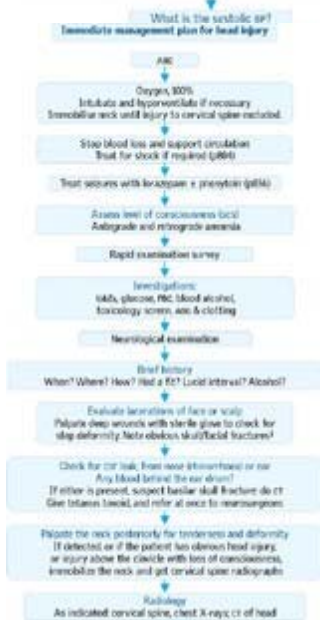 What is the systolic BP?
Immediate management plan for head injury
ABC
Oxygen, 100%
Intubate and hyperventilate if necessary
Immobilise neck until injury to cervical spine excluded
Stop blood loss and support circulation
Treat for shock if required (p804)
Treat seizures with lorazepam ± phenytoin
Assess level of consciousness (GCS)
Antegrade and retrograde amnesia
Rapid examination survey
Investigations:
U&Es, glucose, FBC, blood alcohol,
toxicology screen, ABG & clotting
Neurological examination
Brief history
When? Where? How? Had a fit? Lucid interval? Alcohol?
Evaluate lacerations of face or scalp
Palpate deep wounds with sterile glove to check for
step deformity. Note obvious skull/facial fractures
Check for CSF leak, from nose (rhinorrhoea) or ear
Any blood behind the ear drum?
If either is present, suspect basilar skull fracture: do CT
Give tetanus toxoid, and refer at once to neurosurgeons
Palpate the neck posteriorly for tenderness and deformity
If detected, or if the patient has obvious head injury,
or injury above the clavicle with loss of consciousness,
immobilize the neck and get cervical spine radiographs
Radiology
As indicated: cervical spine, chest X-rays; CT of head